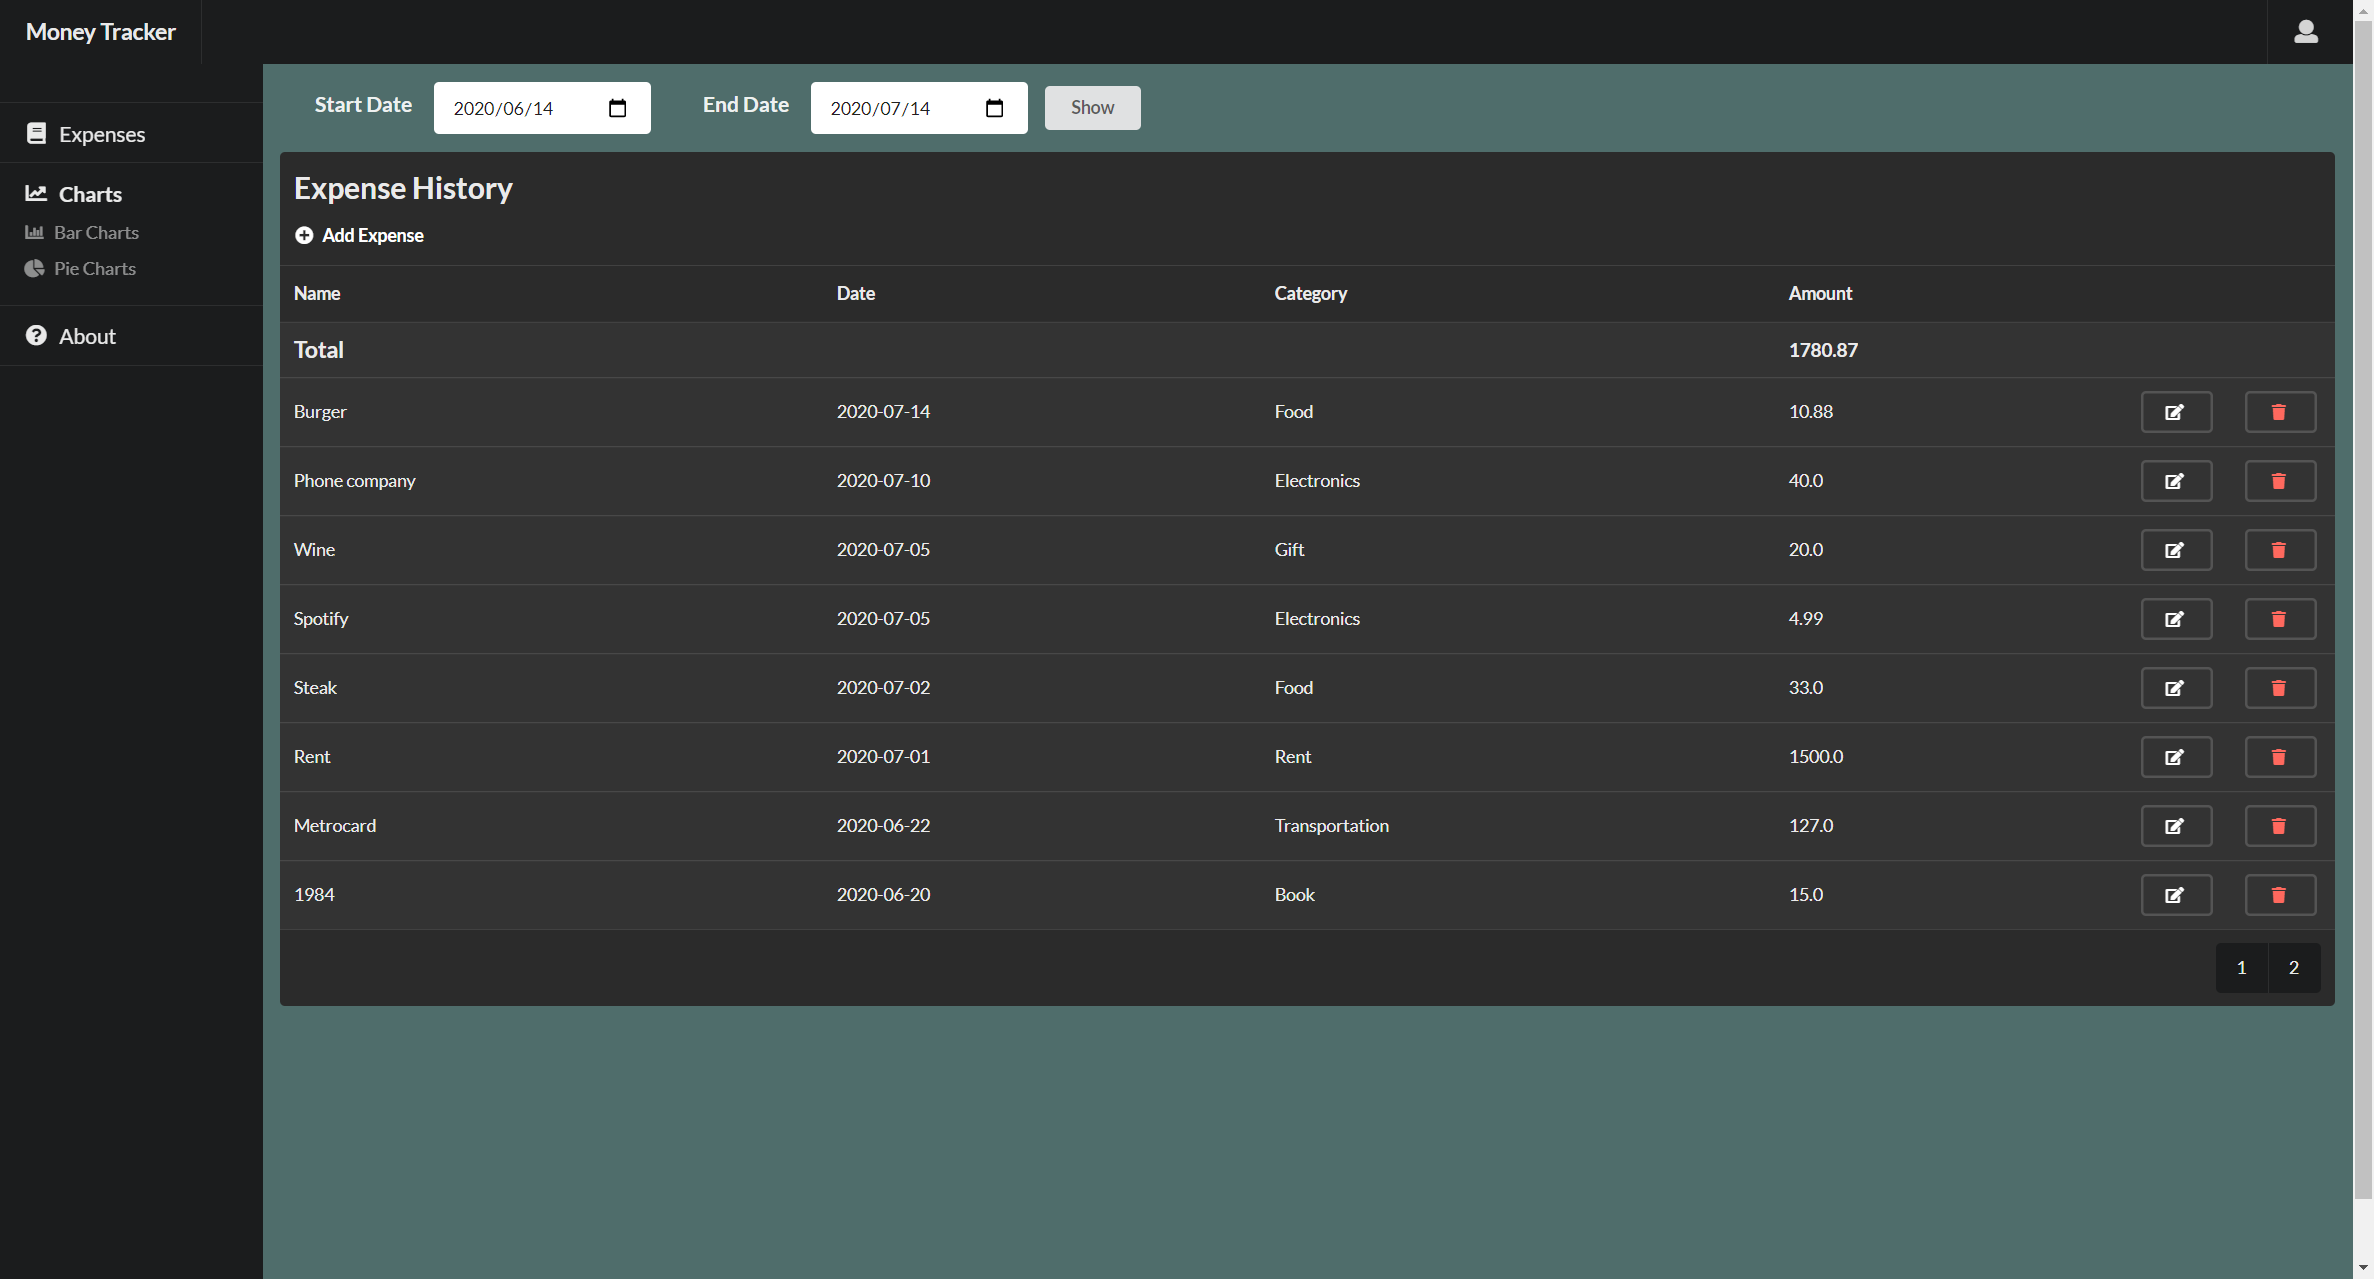 Money Tracker
Expenses
Charts
Bar Charts
Pie Charts
About
Start Date 2020/06/14 End Date 2020/07/14 Show
Expense History
Add Expense
Name Date Category Amount
Total 1780.87
Burger 2020-07-14 Food 10.88
Phone company 2020-07-10 Electronics 40.0
Wine 2020-07-05 Gift 20.0
Spotify 2020-07-05 Electronics 4.99
Steak 2020-07-02 Food 33.0
Rent 2020-07-01 Rent 1500.0
Metrocard 2020-06-22 Transportation 127.0
1984 2020-06-20 Book 15.0
1 2